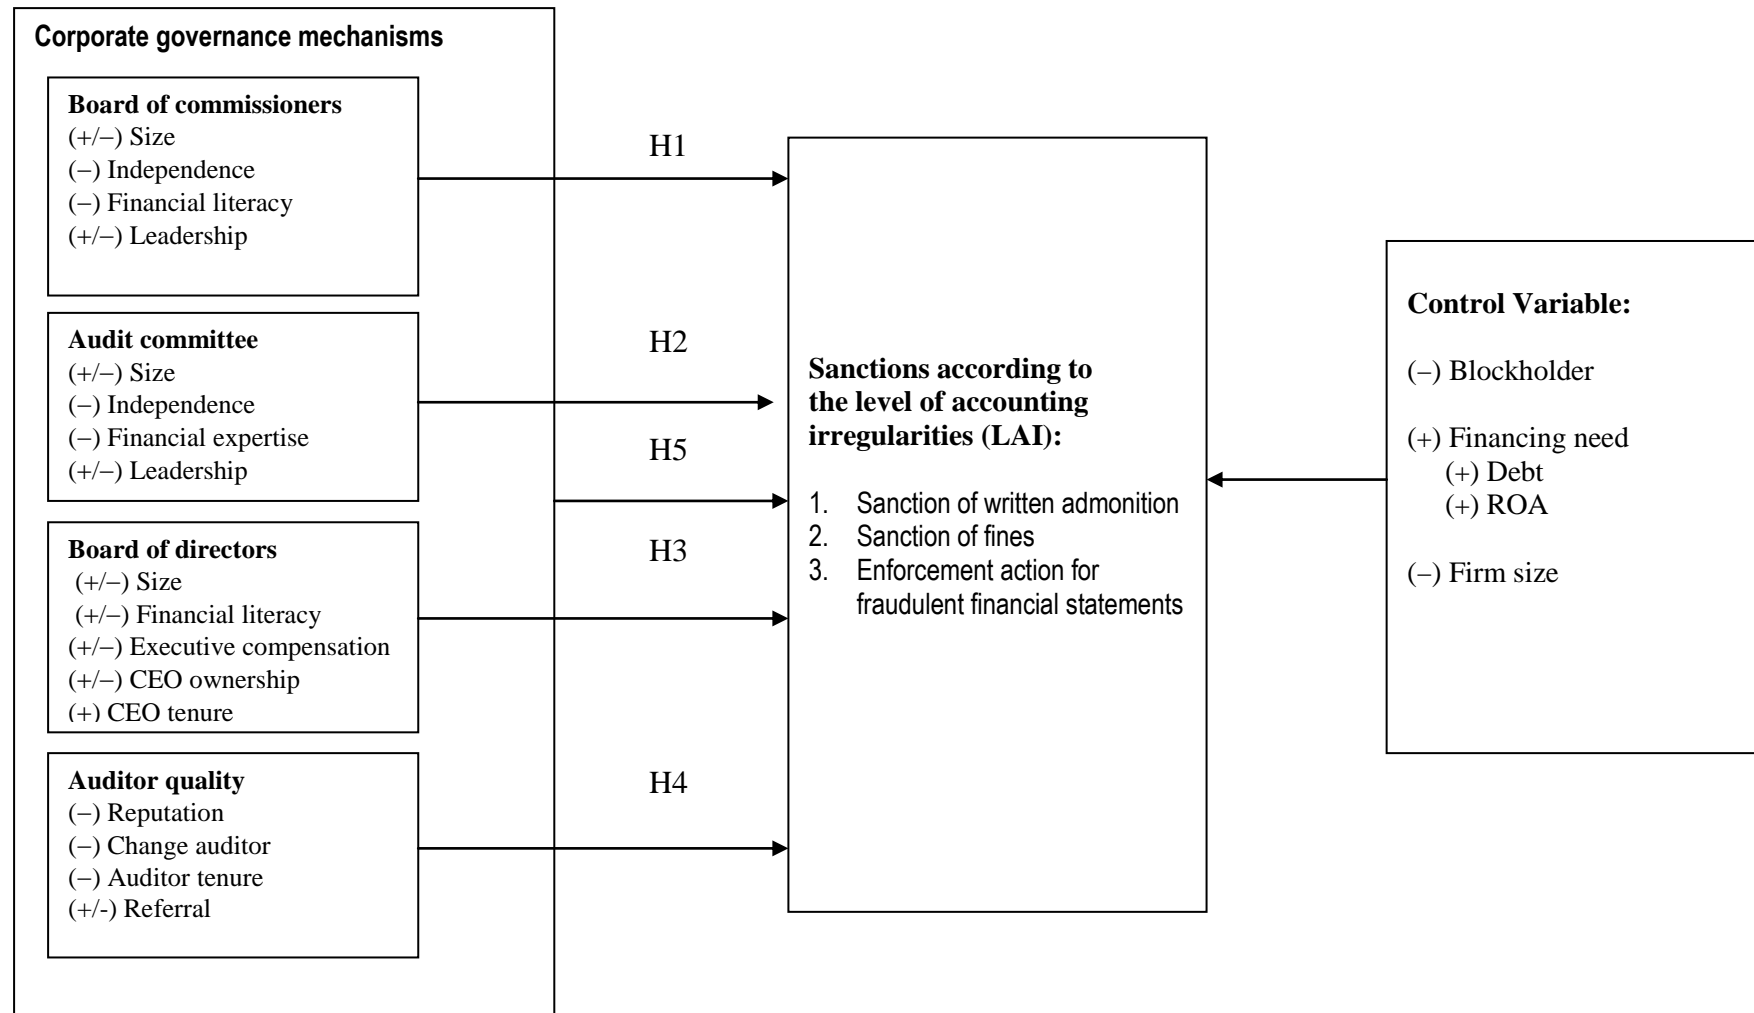 Corporate governance mechanisms
Board of commissioners
(+/−) Size
(−) Independence
(−) Financial literacy
(+/−) Leadership
Audit committee
(+/−) Size
(−) Independence
(−) Financial expertise
(+/−) Leadership
Board of directors
(+/−) Size
(+/−) Financial literacy
(+/−) Executive compensation
(+/−) CEO ownership
(+) CEO tenure
Auditor quality
(−) Reputation
(−) Change auditor
(−) Auditor tenure
(+/-) Referral
H1
H2
H5
H3
H4
Sanctions according to
the level of accounting
irregularities (LAI):
1. Sanction of written admonition
2. Sanction of fines
3. Enforcement action for
fraudulent financial statements
Control Variable:
(−) Blockholder
(+) Financing need
(+) Debt
(+) ROA
(−) Firm size